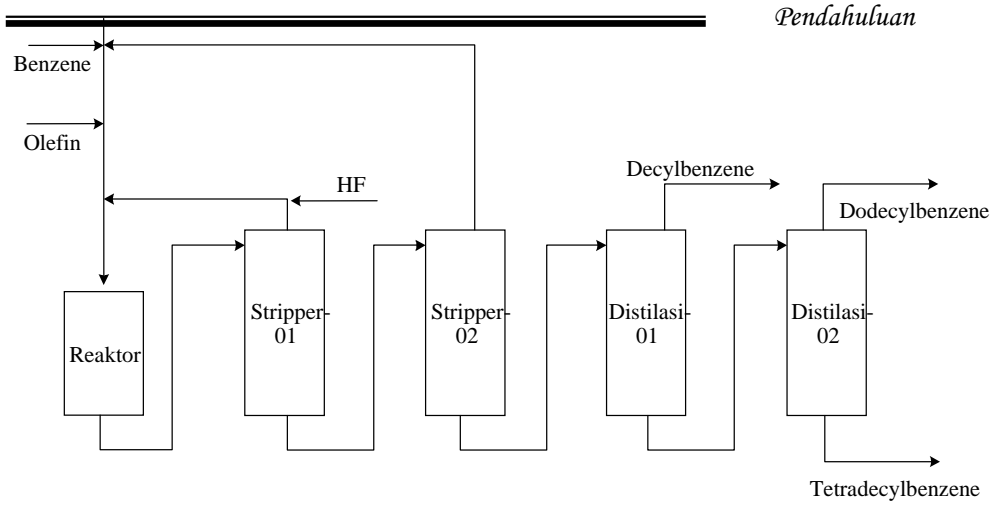 Pendahuluan
Benzene
Olefin
HF
Decylbenzene
Dodecylbenzene
Reaktor
Stripper-
01
Stripper-
02
Distilasi-
01
Distilasi-
02
Tetradecylbenzene